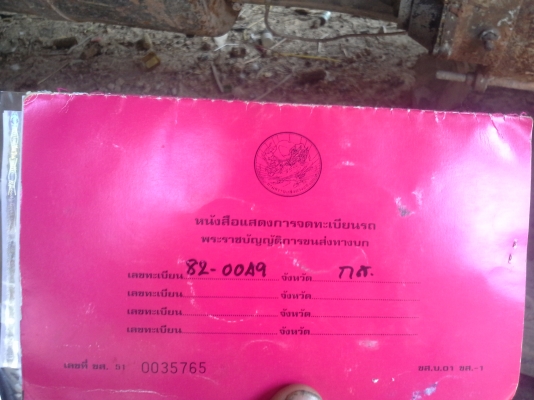 หนังสือแสดงการจดทะเบียนรถ
พระราชบัญญัติการขนส่งทางบก
เลขทะเบียน 82-00 จังหวัด กส.
เลขทะเบียน จังหวัด
เลขทะเบียน จังหวัด
เลขทะเบียน จังหวัด
เลขที่ ขส. 51 0035765 ขส.บ.01 ขส.-1